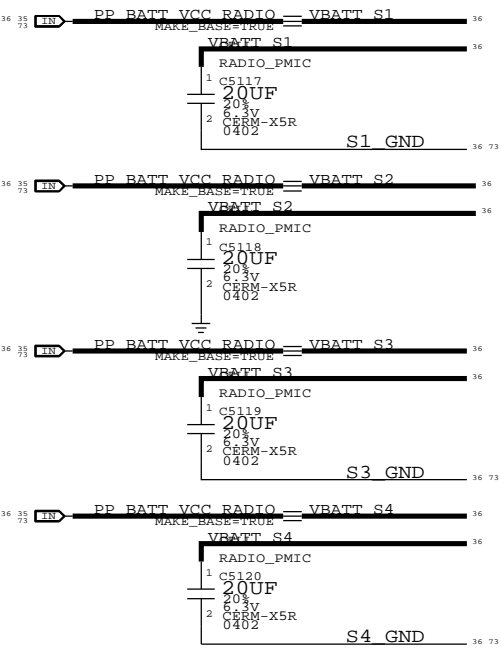 36 35
73
IN
PP_BATT_VCC_RADIO
VBATT_S1
36
MAKE_BASE=TRUE
VBATT_S1
36
RADIO_PMIC
1
C5117
20UF
20%
6.3V
2
CERM-X5R
0402
S1_GND
36 73
36 35
73
IN
PP_BATT_VCC_RADIO
VBATT_S2
36
MAKE_BASE=TRUE
VBATT_S2
36
RADIO_PMIC
1
C5118
20UF
20%
6.3V
2
CERM-X5R
0402
36 35
73
IN
PP_BATT_VCC_RADIO
VBATT_S3
36
MAKE_BASE=TRUE
VBATT_S3
36
RADIO_PMIC
1
C5119
20UF
20%
6.3V
2
CERM-X5R
0402
S3_GND
36 73
36 35
73
IN
PP_BATT_VCC_RADIO
VBATT_S4
36
MAKE_BASE=TRUE
VBATT_S4
36
RADIO_PMIC
1
C5120
20UF
20%
6.3V
2
CERM-X5R
0402
S4_GND
36 73